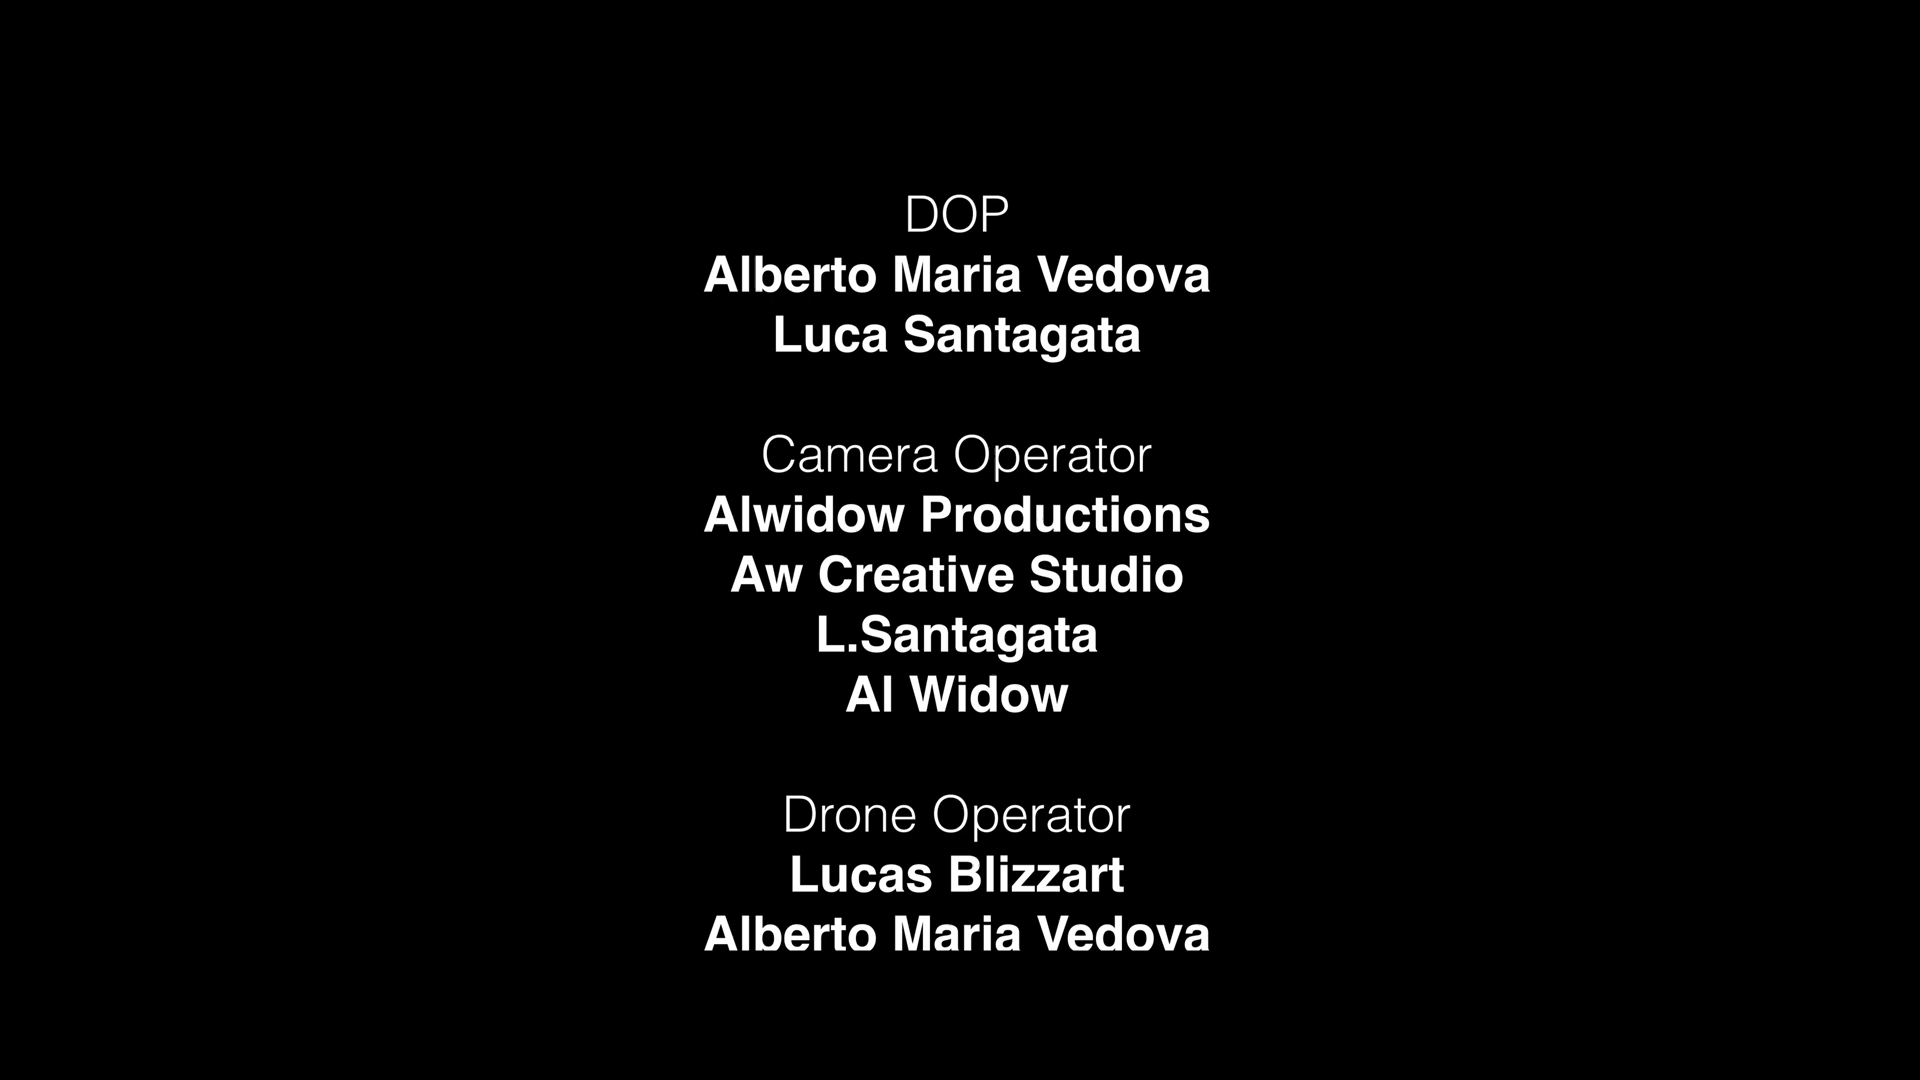 DOP
Alberto Maria Vedova
Luca Santagata
Camera Operator
Alwidow Productions
Aw Creative Studio
L.Santagata
Al Widow
Drone Operator
Lucas Blizzart
Alberto Maria Vedova